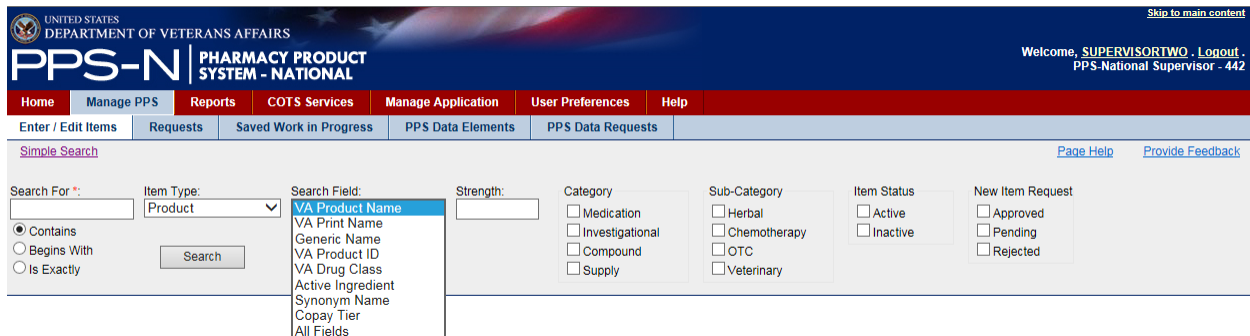 Skip to main content
UNITED STATES
DEPARTMENT OF VETERANS AFFAIRS
PPS-N PHARMACY PRODUCT
SYSTEM - NATIONAL
Welcome, SUPERVISORTWO . Logout .
PPS-National Supervisor - 442
Home Manage PPS Reports COTS Services Manage Application User Preferences Help
Enter / Edit Items Requests Saved Work in Progress PPS Data Elements PPS Data Requests
Simple Search Page Help Provide Feedback
Search For *: Item Type: Search Field: Strength: Category Sub-Category Item Status New Item Request
Product VA Product Name Medication Herbal Active Approved
Contains VA Print Name Investigational Chemotherapy Inactive Pending
Begins With Search Generic Name Compound OTC Rejected
Is Exactly VA Product ID Supply Veterinary
VA Drug Class
Active Ingredient
Synonym Name
Copay Tier
All Fields